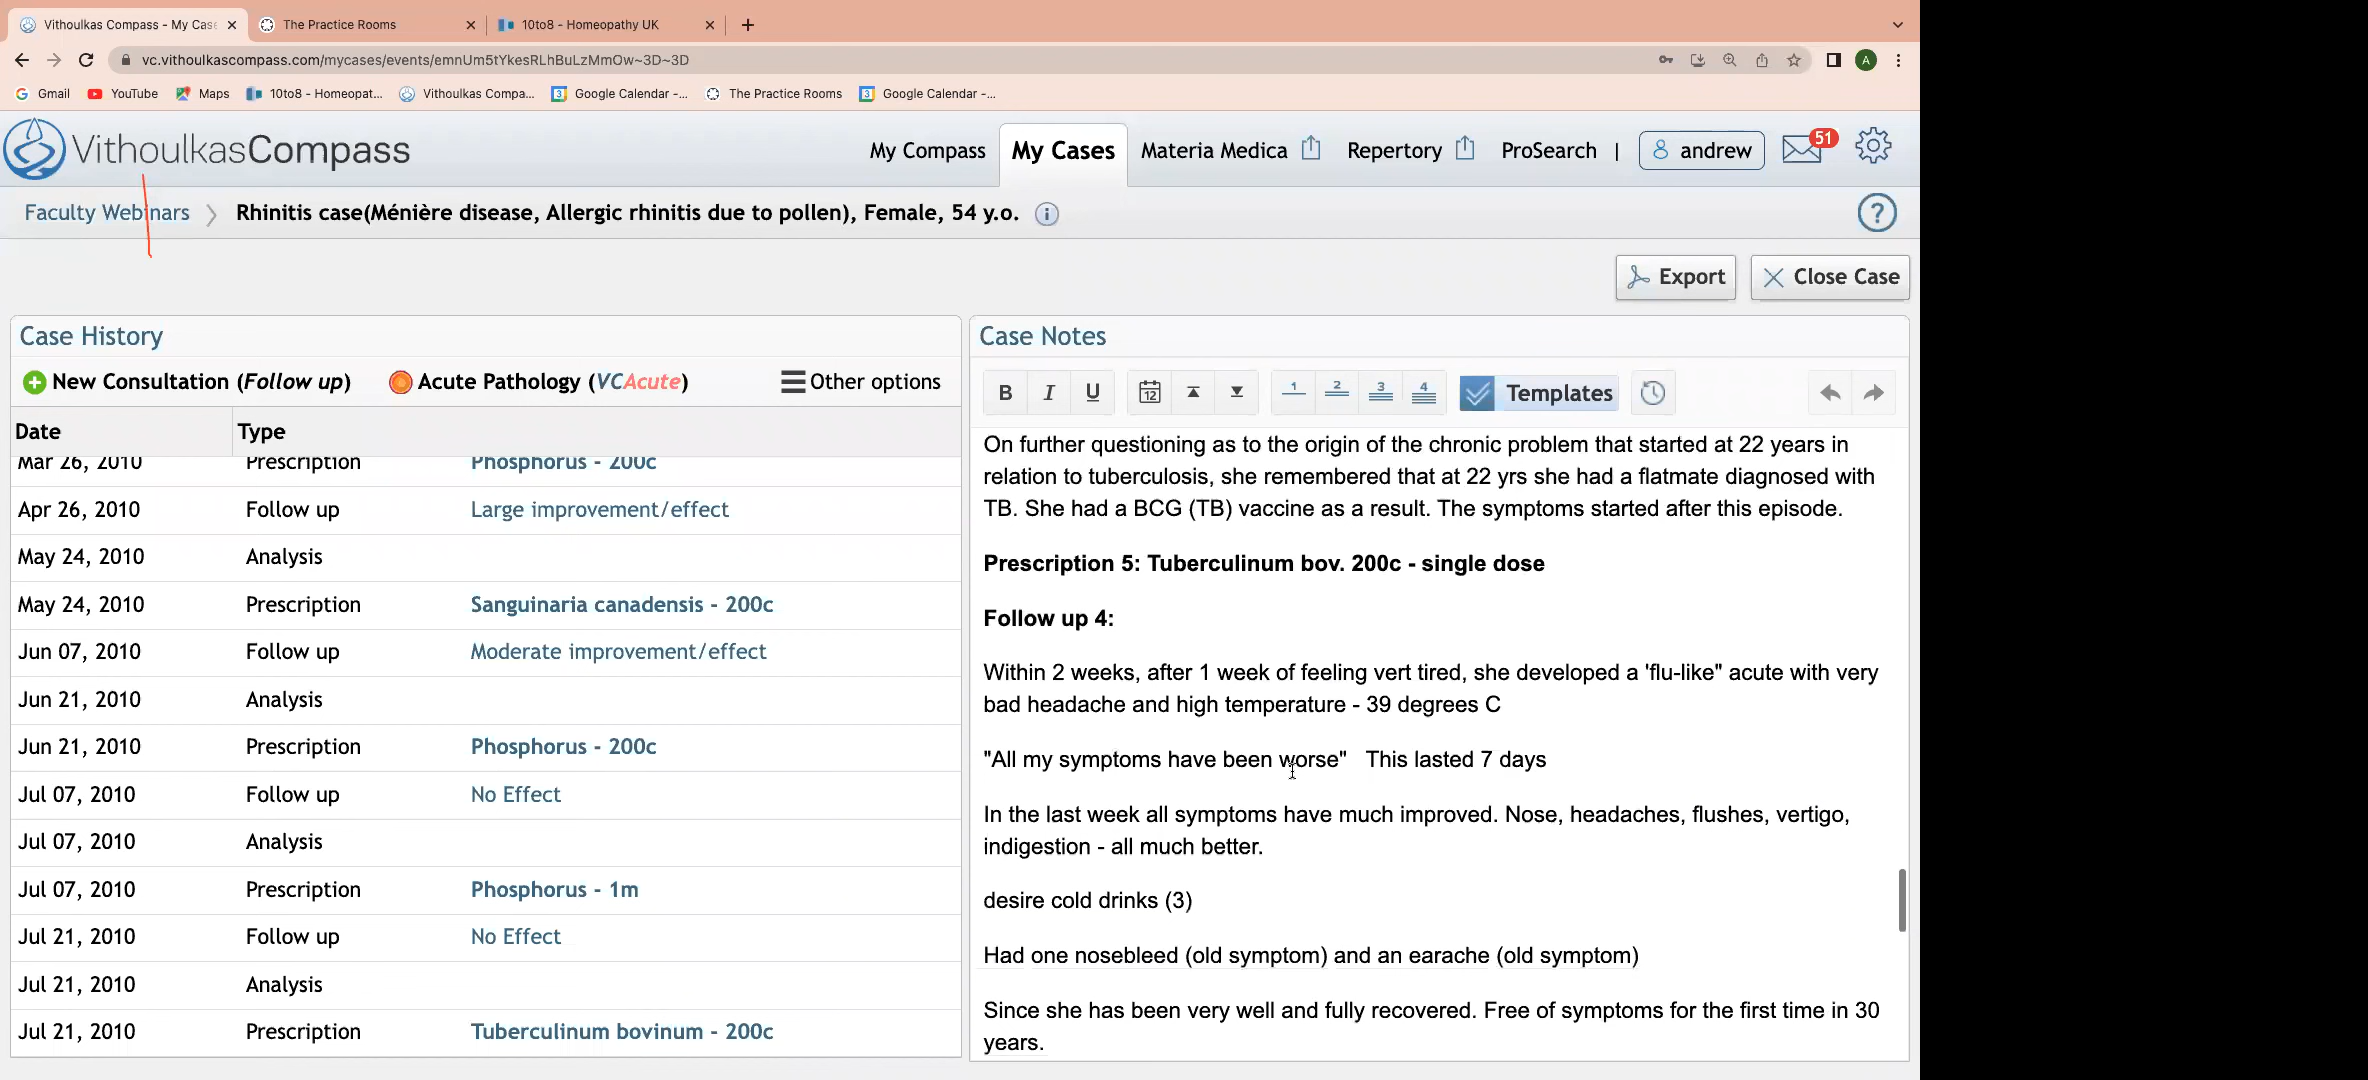 Vithoulkas Compass - My Case
The Practice Rooms
10to8 - Homeopathy UK
vc.vithoulkascompass.com/mycases/events/emnUm5tYkesRLhBuLzMmOw~3D~3D
A
Gmail YouTube Maps 10to8 - Homeopat... Vithoulkas Compa... Google Calendar -... The Practice Rooms Google Calendar -...
VithoulkasCompass
My Compass My Cases Materia Medica Repertory ProSearch | andrew 51
Faculty Webinars Rhinitis case(Ménière disease, Allergic rhinitis due to pollen), Female, 54 y.o. i
?
Export Close Case
Case History
New Consultation (Follow up) Acute Pathology (VCAcute) Other options
Date Type
Mar 26, 2010 Prescription Phosphorus - 200c
Apr 26, 2010 Follow up Large improvement/effect
May 24, 2010 Analysis
May 24, 2010 Prescription Sanguinaria canadensis - 200c
Jun 07, 2010 Follow up Moderate improvement/effect
Jun 21, 2010 Analysis
Jun 21, 2010 Prescription Phosphorus - 200c
Jul 07, 2010 Follow up No Effect
Jul 07, 2010 Analysis
Jul 07, 2010 Prescription Phosphorus - 1m
Jul 21, 2010 Follow up No Effect
Jul 21, 2010 Analysis
Jul 21, 2010 Prescription Tuberculinum bovinum - 200c
Case Notes
B I U 12 1 2 3 4 Templates
On further questioning as to the origin of the chronic problem that started at 22 years in
relation to tuberculosis, she remembered that at 22 yrs she had a flatmate diagnosed with
TB. She had a BCG (TB) vaccine as a result. The symptoms started after this episode.
Prescription 5: Tuberculinum bov. 200c - single dose
Follow up 4:
Within 2 weeks, after 1 week of feeling vert tired, she developed a 'flu-like" acute with very
bad headache and high temperature - 39 degrees C
"All my symptoms have been worse" This lasted 7 days
In the last week all symptoms have much improved. Nose, headaches, flushes, vertigo,
indigestion - all much better.
desire cold drinks (3)
Had one nosebleed (old symptom) and an earache (old symptom)
Since she has been very well and fully recovered. Free of symptoms for the first time in 30
years.